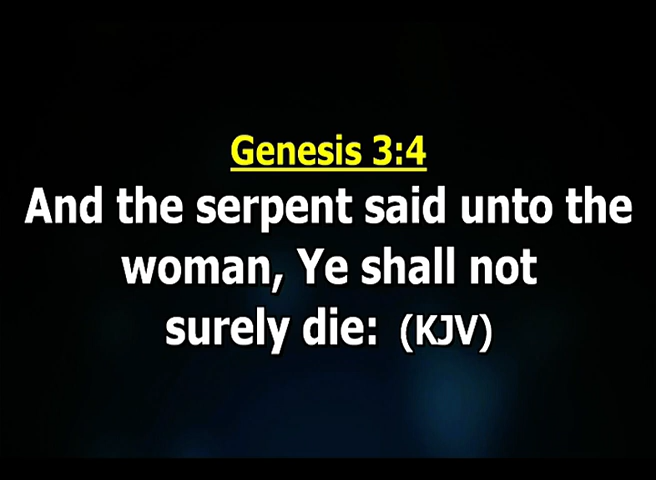 Genesis 3:4
And the serpent said unto the
woman, Ye shall not
surely die: (KJV)